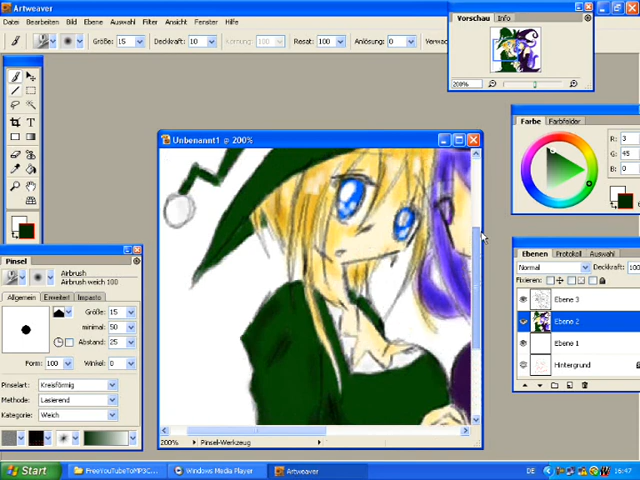 Artweaver
Datei Bearbeiten Bild Ebene Auswahl Filter Ansicht Fenster Hilfe
Größe: 15 Deckkraft: 10 Körnung: 100 Resat: 100 Anlösung: 0 Verwac
Vorschau Info
200%
Farbe Farbfelder
R: 3
G: 45
B: 0
Unbenannt1 @ 200%
200% Pinsel-Werkzeug
Pinsel
Airbrush
Airbrush weich 100
Allgemein Erweitert Impasto
Größe: 15
minimal: 50
Abstand: 25
Form: 100 Winkel: 0
Pinselart: Kreisförmig
Methode: Lasierend
Kategorie: Weich
Ebenen Protokoll Auswahl
Normal Deckkraft: 100
Fixieren:
Ebene 3
Ebene 2
Ebene 1
Hintergrund
Start FreeYouTubeToMP3C... Windows Media Player Artweaver DE 16:47